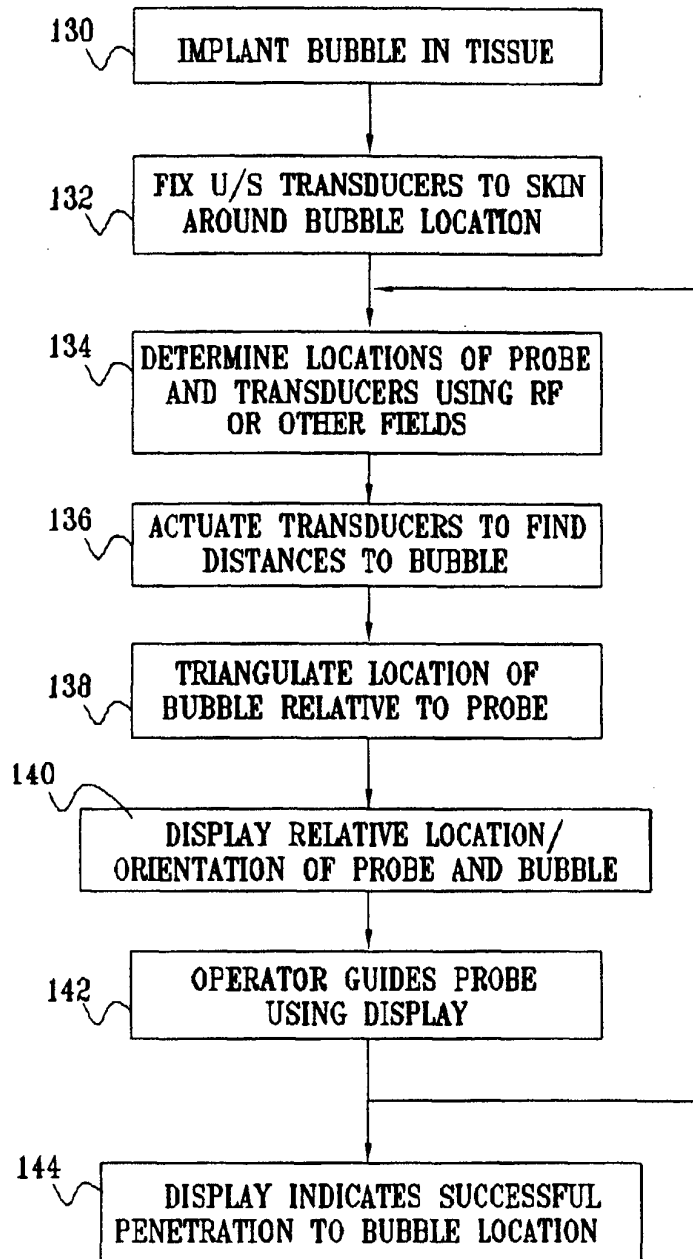 130
IMPLANT BUBBLE IN TISSUE
132
FIX U/S TRANSDUCERS TO SKIN
AROUND BUBBLE LOCATION
134
DETERMINE LOCATIONS OF PROBE
AND TRANSDUCERS USING RF
OR OTHER FIELDS
136
ACTUATE TRANSDUCERS TO FIND
DISTANCES TO BUBBLE
138
TRIANGULATE LOCATION OF
BUBBLE RELATIVE TO PROBE
140
DISPLAY RELATIVE LOCATION/
ORIENTATION OF PROBE AND BUBBLE
142
OPERATOR GUIDES PROBE
USING DISPLAY
144
DISPLAY INDICATES SUCCESSFUL
PENETRATION TO BUBBLE LOCATION